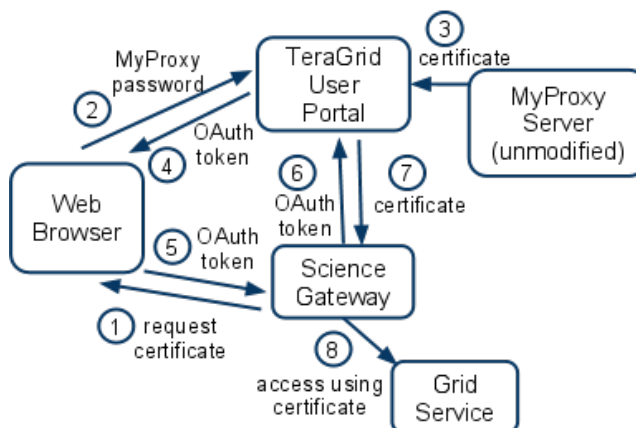 MyProxy
password
2
TeraGrid
User
Portal
3
certificate
MyProxy
Server
(unmodified)
OAuth
token
4
Web
Browser
6
OAuth
token
7
certificate
5
OAuth
token
Science
Gateway
1
request
certificate
8
access using
certificate
Grid
Service